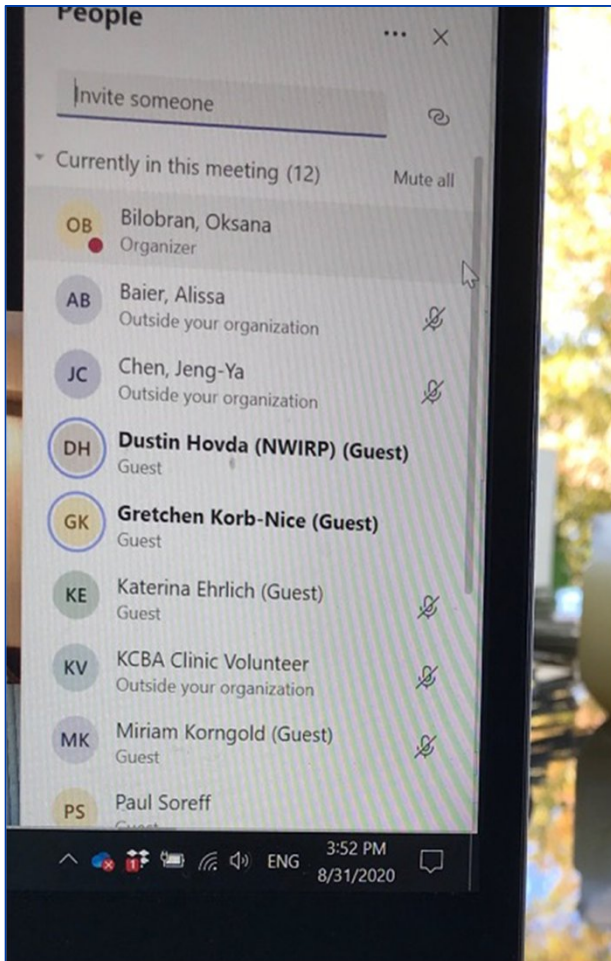 People
Invite someone
Currently in this meeting (12) Mute all
OB Bilobran, Oksana
Organizer
AB Baier, Alissa
Outside your organization
JC Chen, Jeng-Ya
Outside your organization
DH Dustin Hovda (NWIRP) (Guest)
Guest
GK Gretchen Korb-Nice (Guest)
Guest
KE Katerina Ehrlich (Guest)
Guest
KV KCBA Clinic Volunteer
Outside your organization
MK Miriam Korngold (Guest)
Guest
PS Paul Soreff
Guest
1 ENG 3:52 PM
8/31/2020